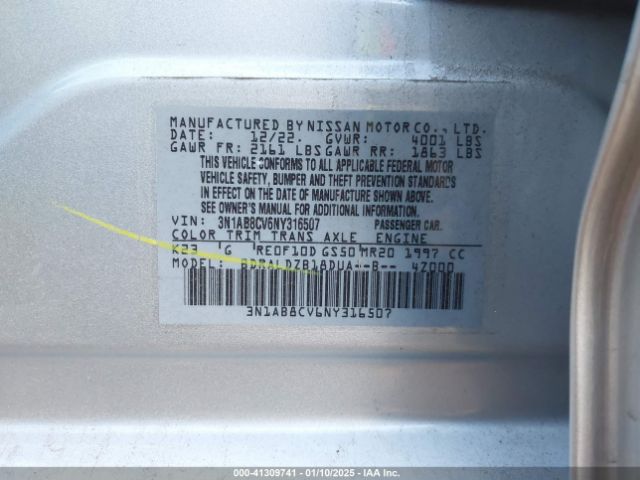 MANUFACTURED BY NISSAN MOTOR CO., LTD.
DATE: 12/22. GVWR: 4001 LBS
GAWR FR: 2161 LBS GAWR RR: 1863 LBS
THIS VEHICLE CONFORMS TO ALL APPLICABLE FEDERAL MOTOR
VEHICLE SAFETY, BUMPER AND THEFT PREVENTION STANDARDS
IN EFFECT ON THE DATE OF MANUFACTURE SHOWN ABOVE.
SEE OWNER'S MANUAL FOR ADDITIONAL INFORMATION.
VIN: 3N1AB8CV6NY316507 PASSENGER CAR.
COLOR TRIM TRANS AXLE ENGINE
K23 G RE0F10D GS50 MR20 1997 CC
MODEL: DZB18DUA--B-- 4Z000
3N1AB8CV6NY316507
000-41309741 — 01/10/2025 — IAA Inc.